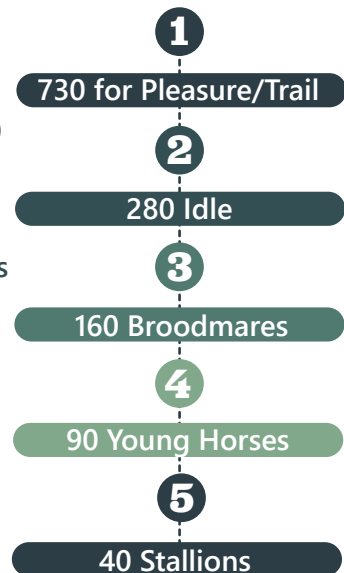 1
730 for Pleasure/Trail
)
2
280 Idle
s
3
160 Broodmares
4
90 Young Horses
5
40 Stallions